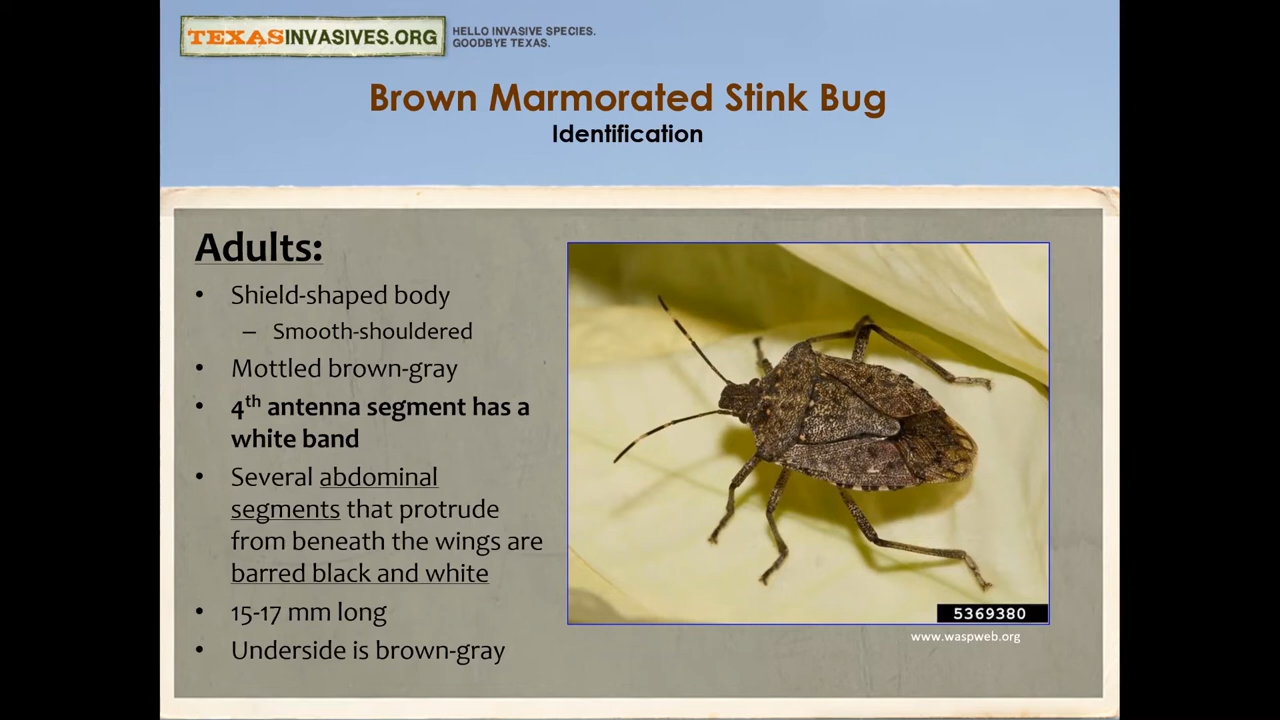 TEXASINVASIVES.ORG
HELLO INVASIVE SPECIES.
GOODBYE TEXAS.
Brown Marmorated Stink Bug
Identification
Adults:
• Shield-shaped body
– Smooth-shouldered
• Mottled brown-gray
• 4th antenna segment has a
white band
• Several abdominal
segments that protrude
from beneath the wings are
barred black and white
• 15-17 mm long
• Underside is brown-gray
5369380
www.waspweb.org